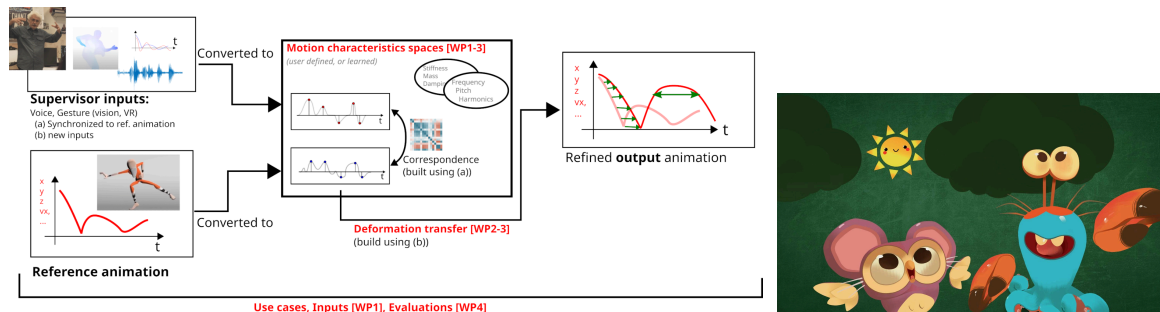 t
Supervisor inputs:
Voice, Gesture (vision, VR)
(a) Synchronized to ref. animation
(b) new inputs
Converted to
x
y
z
vx,
...
t
Reference animation
Converted to
Motion characteristics spaces [WP1-3]
(user defined, or learned)
Stiffness
Mass
Damping
Frequency
Pitch
Harmonics
t
t
Correspondence
(built using (a))
Deformation transfer [WP2-3]
(build using (b))
x
y
z
vx,
...
t
Refined output animation
Use cases, Inputs [WP1], Evaluations [WP4]